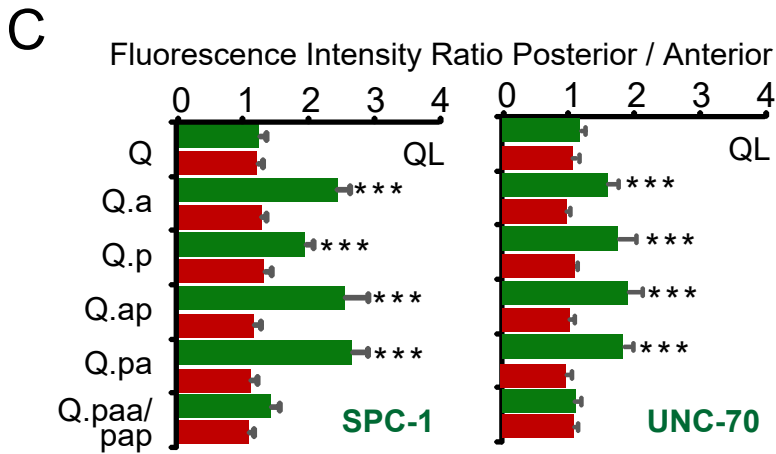 C
Fluorescence Intensity Ratio Posterior / Anterior
0 1 2 3 4
0 1 2 3 4
Q
QL
QL
Q.a
***
***
Q.p
***
***
Q.ap
***
***
Q.pa
***
***
Q.paa/
pap
SPC-1
UNC-70